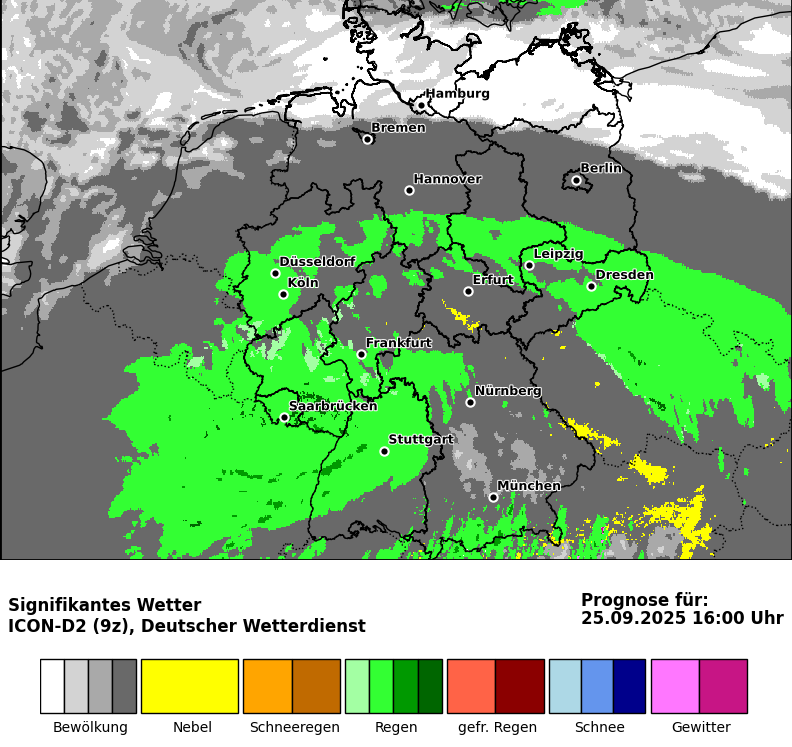 Hamburg
Bremen
Berlin
Hannover
Leipzig
Düsseldorf
Dresden
Köln
Erfurt
Frankfurt
Nürnberg
Saarbrücken
Stuttgart
München
Signifikantes Wetter
ICON-D2 (9z), Deutscher Wetterdienst
Prognose für:
25.09.2025 16:00 Uhr
Bewölkung
Nebel
Schneeregen
Regen
gefr. Regen
Schnee
Gewitter